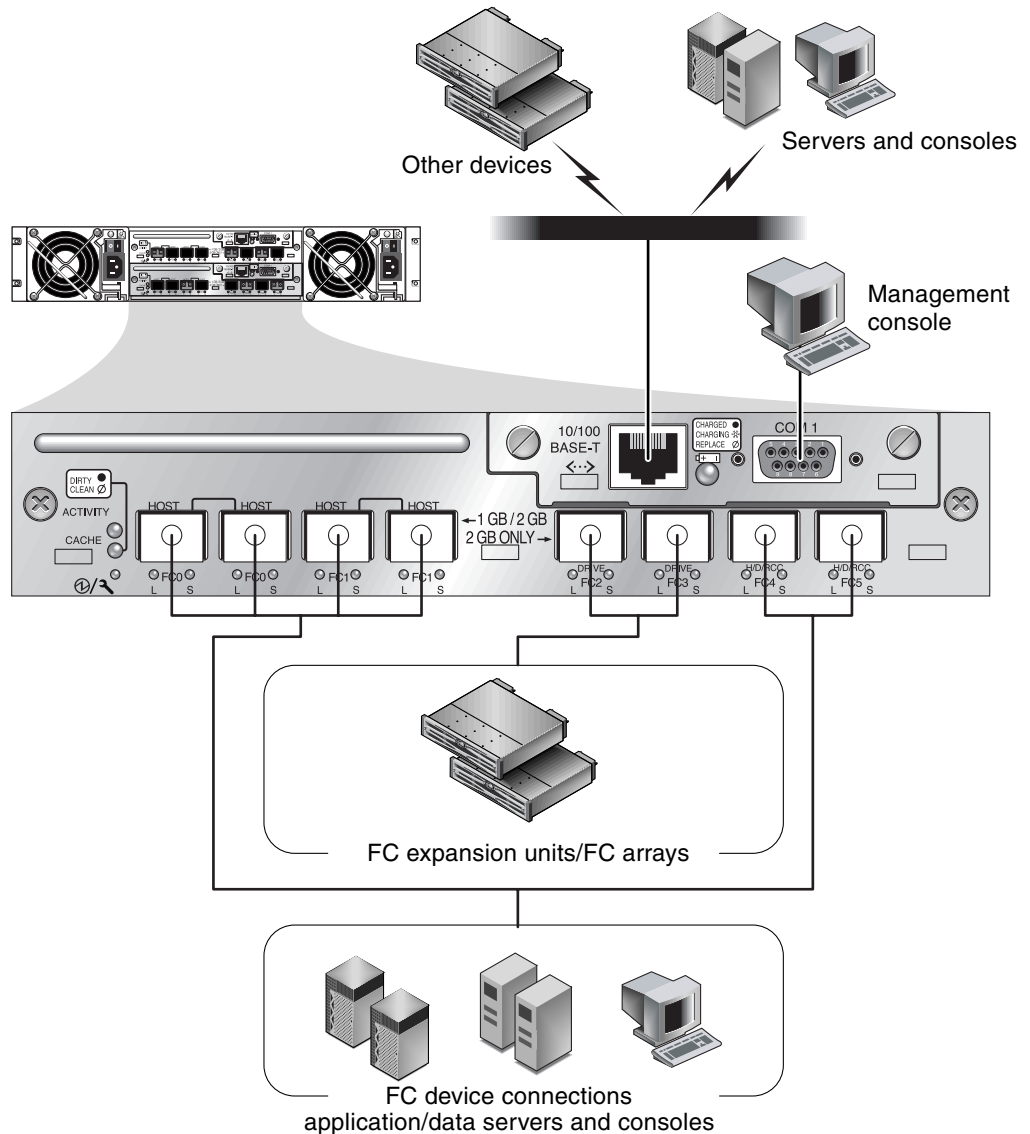 Other devices
Servers and consoles
Management
console
10/100
BASE-T
<··>
CHARGED ●
CHARGING ☼
REPLACE Ø
+ –
COM 1
DIRTY ●
CLEAN Ø
ACTIVITY
CACHE
HOST HOST HOST HOST
←1 GB / 2 GB
2 GB ONLY→
DRIVE DRIVE H/D/RCC H/D/RCC
FC0 FC0 FC1 FC1 FC2 FC3 FC4 FC5
L S L S L S L S L S L S L S L S
FC expansion units/FC arrays
FC device connections
application/data servers and consoles